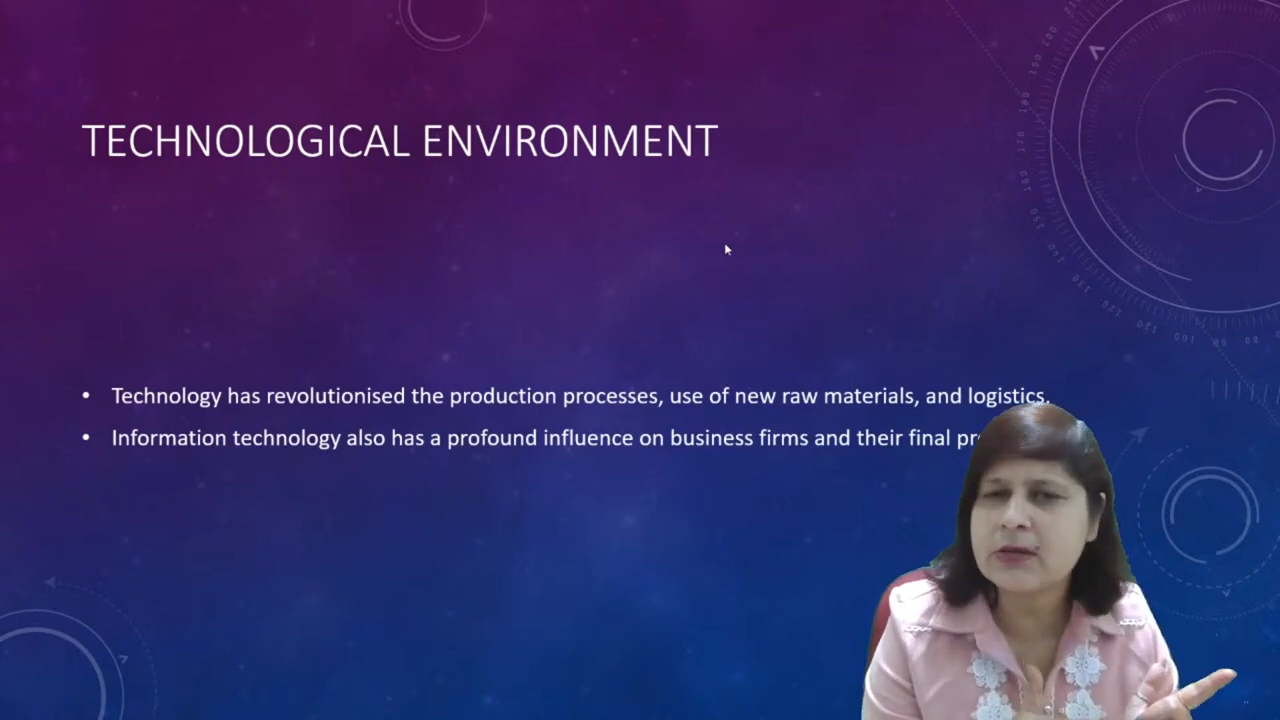 TECHNOLOGICAL ENVIRONMENT
• Technology has revolutionised the production processes, use of new raw materials, and logistics.
• Information technology also has a profound influence on business firms and their final